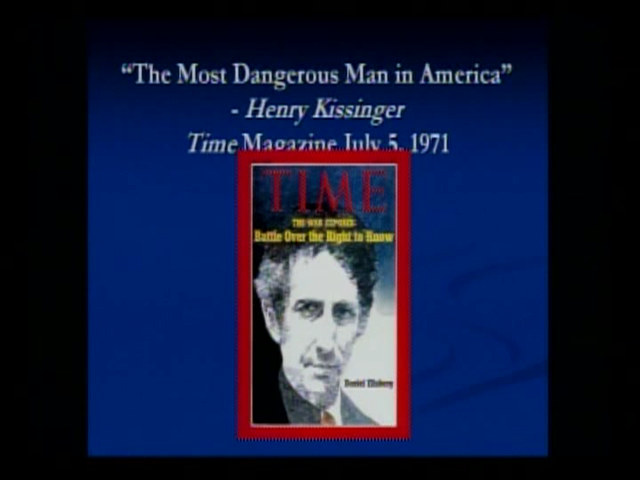 “The Most Dangerous Man in America”
- Henry Kissinger
Time Magazine July 5, 1971
TIME
THE WAR EXPOSES:
Battle Over the Right to Know
Daniel Ellsberg